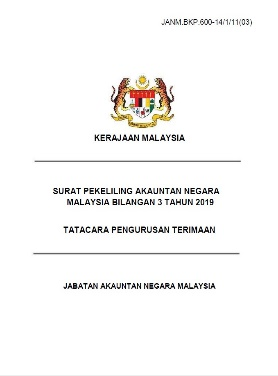 JANM.BKP.600-14/1/11(03)
KERAJAAN MALAYSIA
SURAT PEKELILING AKAUNTAN NEGARA
MALAYSIA BILANGAN 3 TAHUN 2019
TATACARA PENGURUSAN TERIMAAN
JABATAN AKAUNTAN NEGARA MALAYSIA